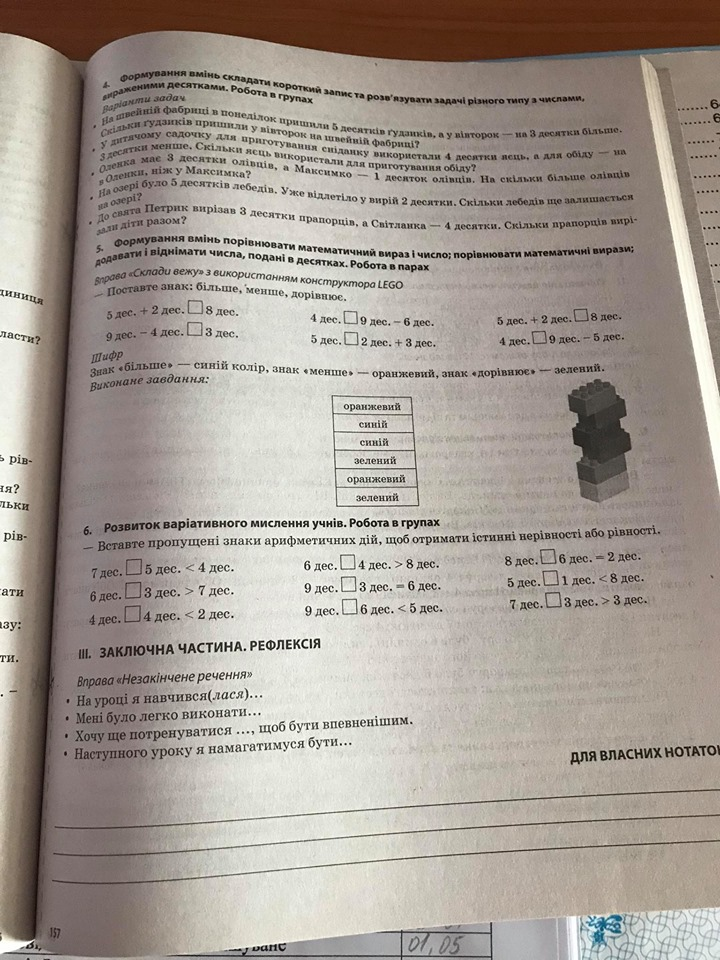 4. Формування вмінь складати короткий запис та розв'язувати задачі різного типу з числами,
вираженими десятками. Робота в групах
Варіанти задач
• На швейній фабриці в понеділок пришили 5 десятків ґудзиків, а у вівторок — на 3 десятки більше.
Скільки ґудзиків пришили у вівторок на швейній фабриці?
• У дитячому садочку для приготування сніданку використали 4 десятки яєць, а для обіду — на
3 десятки менше. Скільки яєць використали для приготування обіду?
• Оленка має 3 десятки олівців, а Максимко — 1 десяток олівців. На скільки більше олівців
в Оленки, ніж у Максимка?
• На озері було 5 десятків лебедів. Уже відлетіло у вирій 2 десятки. Скільки лебедів ще залишається
на озері?
• До свята Петрик вирізав 3 десятки прапорців, а Світланка — 4 десятки. Скільки прапорців вирі-
зали діти разом?
5. Формування вмінь порівнювати математичний вираз і число; порівнювати математичні вирази;
додавати і віднімати числа, подані в десятках. Робота в парах
Вправа «Склади вежу» з використанням конструктора LEGO
— Поставте знак: більше, менше, дорівнює.
5 дес. + 2 дес. □ 8 дес. 4 дес. □ 9 дес. – 6 дес. 5 дес. + 2 дес. □ 8 дес.
9 дес. – 4 дес. □ 3 дес. 5 дес. □ 2 дес. + 3 дес. 4 дес. □ 9 дес. – 5 дес.
Шифр
Знак «більше» — синій колір, знак «менше» — оранжевий, знак «дорівнює» — зелений.
Виконане завдання:
оранжевий
синій
синій
зелений
оранжевий
зелений
6. Розвиток варіативного мислення учнів. Робота в групах
— Вставте пропущені знаки арифметичних дій, щоб отримати істинні нерівності або рівності.
7 дес. □ 5 дес. < 4 дес. 6 дес. □ 4 дес. > 8 дес. 8 дес. □ 6 дес. = 2 дес.
6 дес. □ 3 дес. > 7 дес. 9 дес. □ 3 дес. = 6 дес. 5 дес. □ 1 дес. < 8 дес.
4 дес. □ 4 дес. < 2 дес. 9 дес. □ 6 дес. < 5 дес. 7 дес. □ 3 дес. > 3 дес.
III. ЗАКЛЮЧНА ЧАСТИНА. РЕФЛЕКСІЯ
Вправа «Незакінчене речення»
• На уроці я навчився(лася)…
• Мені було легко виконати…
• Хочу ще потренуватися …, щоб бути впевненішим.
• Наступного уроку я намагатимуся бути…
ДЛЯ ВЛАСНИХ НОТАТО
157
01,05